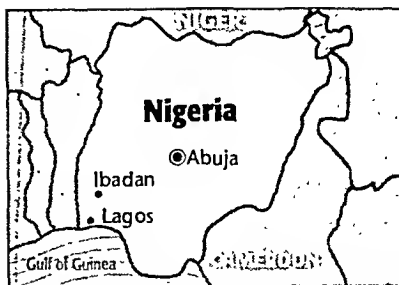 NIGER
Nigeria
Abuja
Ibadan
Lagos
Gulf of Guinea
CAMEROON